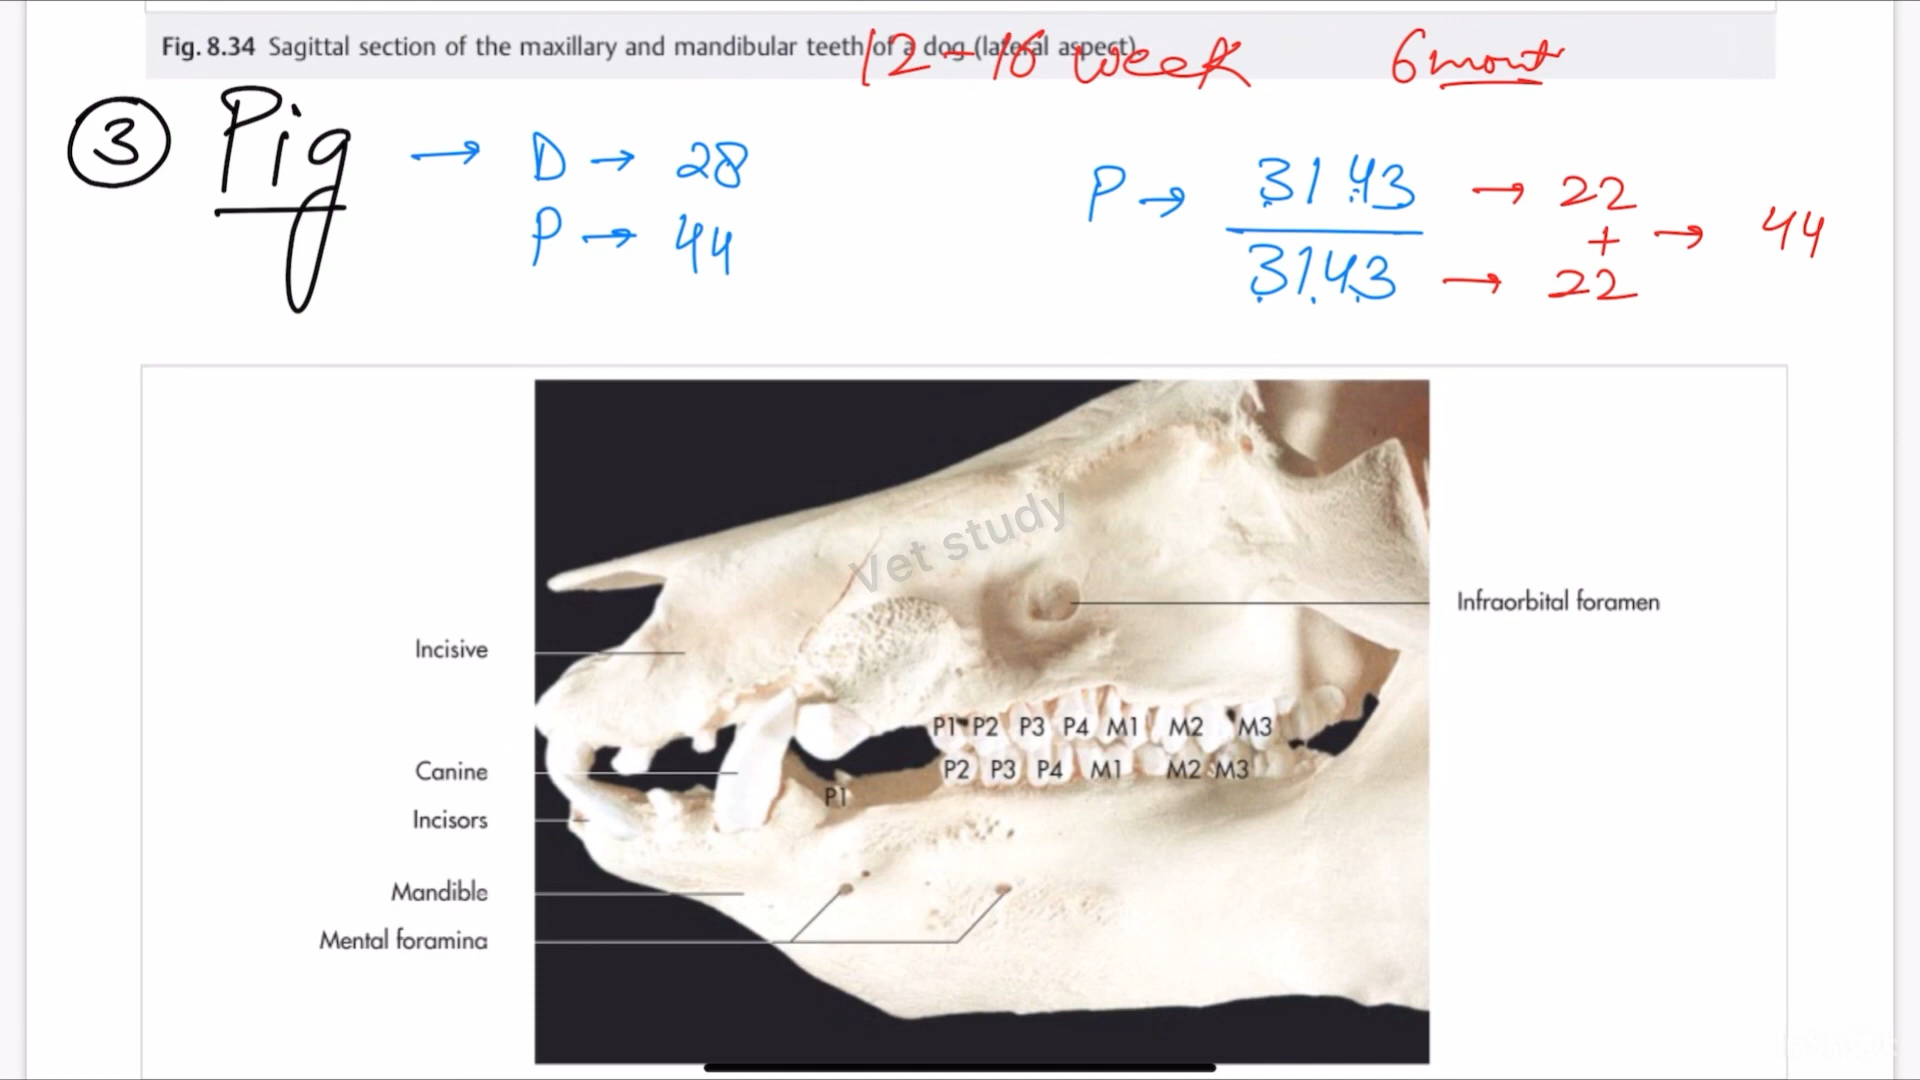 Fig. 8.34 Sagittal section of the maxillary and mandibular teeth of a dog (lateral aspect).
12-16 week 6 month
③ Pig → D → 28
P → 44
P → 3143 → 22
+ → 44
3143 → 22
Vet study
Infraorbital foramen
Incisive
P1 P2 P3 P4 M1 M2 M3
Canine
P2 P3 P4 M1 M2 M3
P1
Incisors
Mandible
Mental foramina